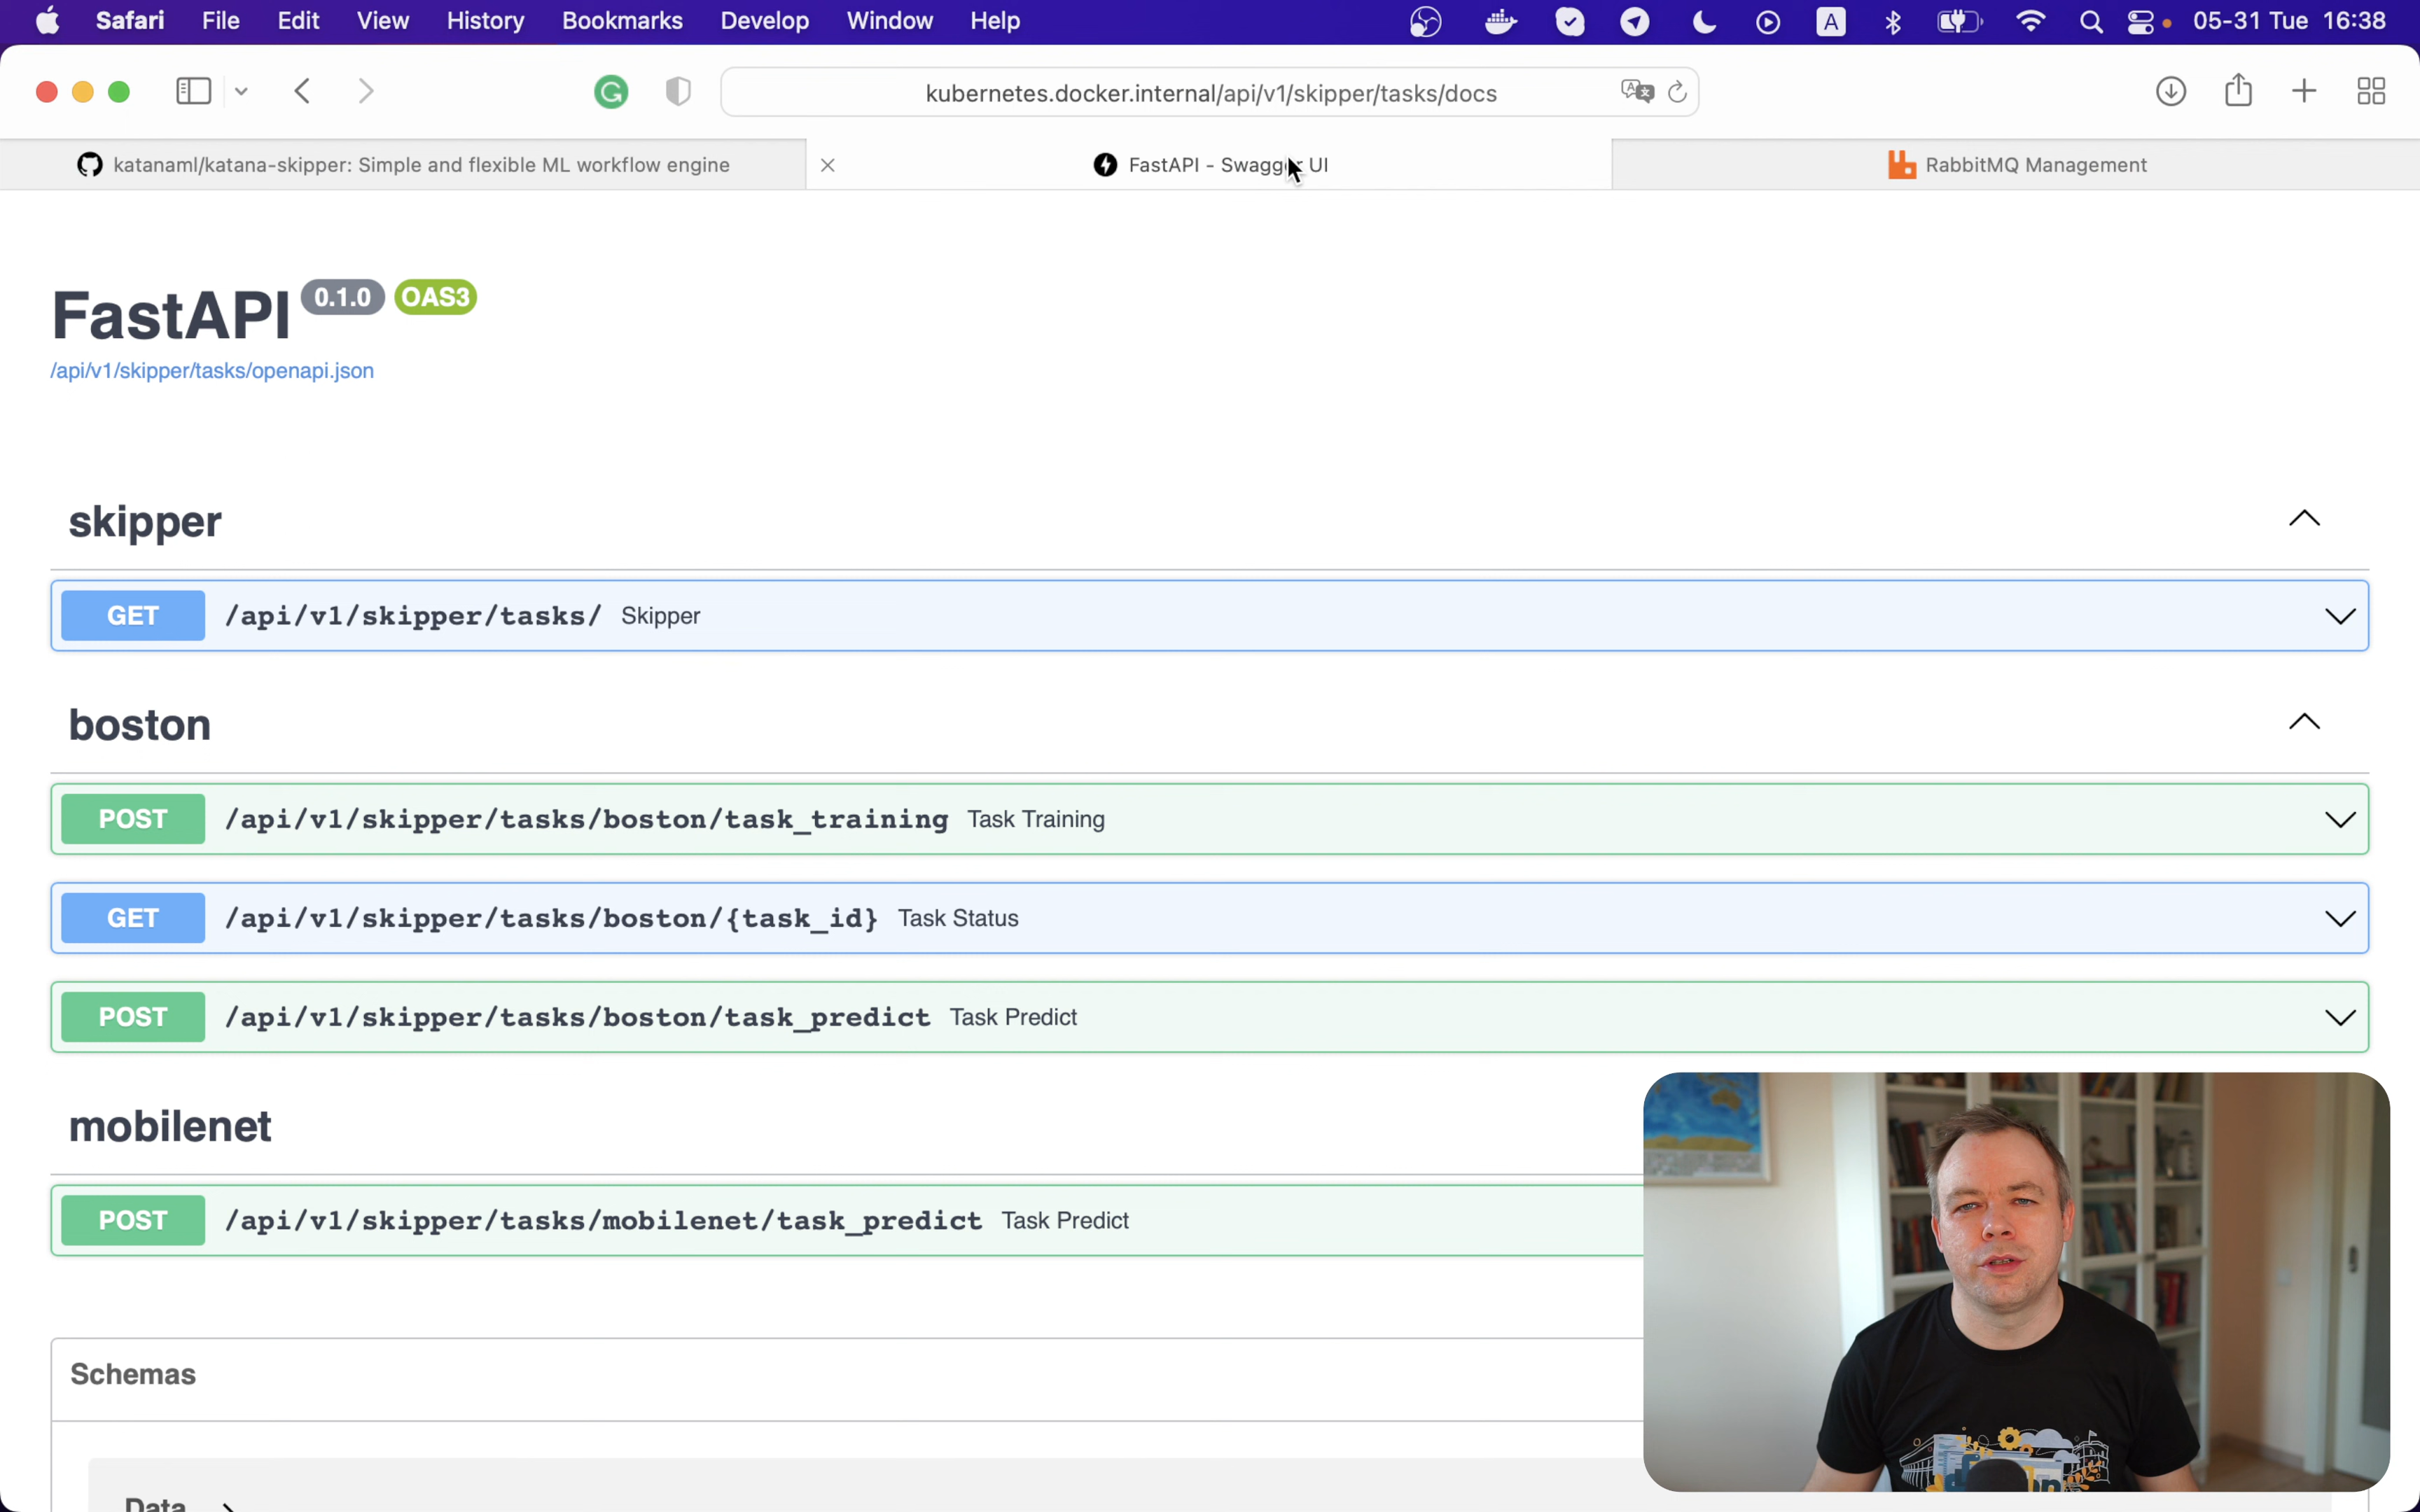 Safari File Edit View History Bookmarks Develop Window Help A 05-31 Tue 16:38
kubernetes.docker.internal/api/v1/skipper/tasks/docs
katanaml/katana-skipper: Simple and flexible ML workflow engine
FastAPI - Swagger UI
RabbitMQ Management
FastAPI 0.1.0 OAS3
/api/v1/skipper/tasks/openapi.json
skipper
GET /api/v1/skipper/tasks/ Skipper
boston
POST /api/v1/skipper/tasks/boston/task_training Task Training
GET /api/v1/skipper/tasks/boston/{task_id} Task Status
POST /api/v1/skipper/tasks/boston/task_predict Task Predict
mobilenet
POST /api/v1/skipper/tasks/mobilenet/task_predict Task Predict
Schemas
Data